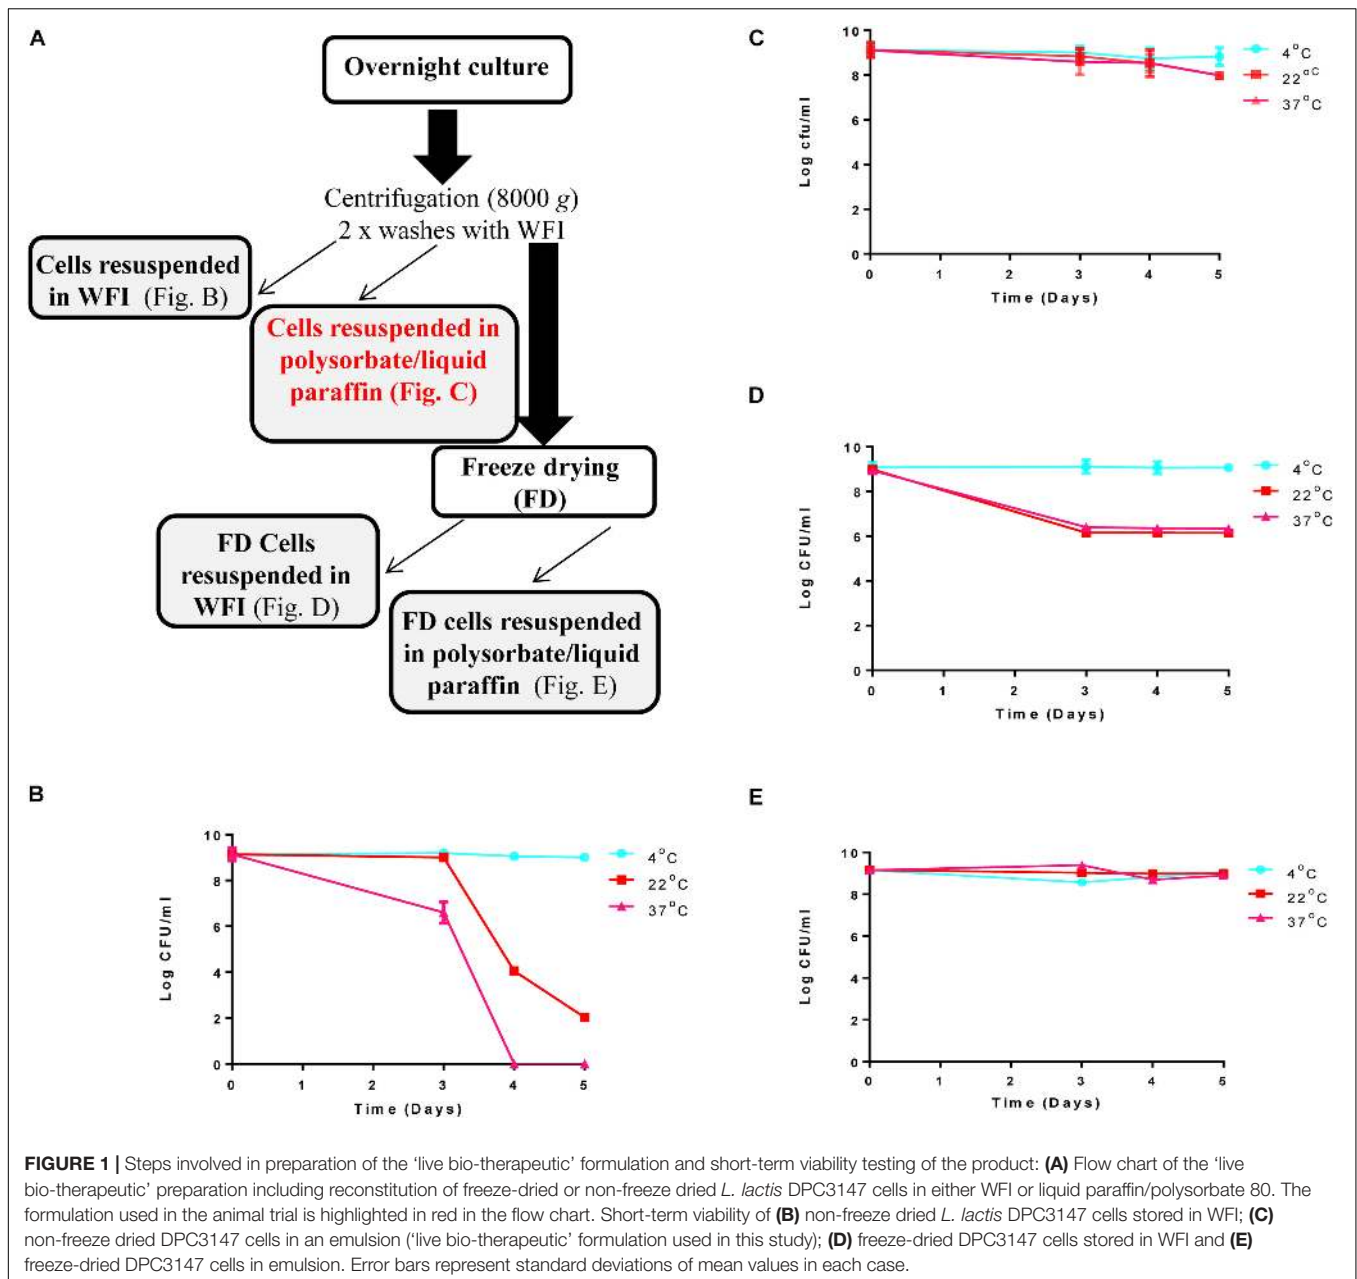 A
Overnight culture
Centrifugation (8000 g)
2 x washes with WFI
Cells resuspended
in WFI (Fig. B)
Cells resuspended in
polysorbate/liquid
paraffin (Fig. C)
Freeze drying
(FD)
FD Cells
resuspended in
WFI (Fig. D)
FD cells resuspended
in polysorbate/liquid
paraffin (Fig. E)
B
10
8
6
4
2
0
Log CFU/ml
0 1 2 3 4 5
Time (Days)
4°C
22°C
37°C
C
10
8
6
4
2
0
Log cfu/ml
0 1 2 3 4 5
Time (Days)
4°C
22°C
37°C
D
10
8
6
4
2
0
Log CFU/ml
0 1 2 3 4 5
Time (Days)
4°C
22°C
37°C
E
10
8
6
4
2
0
Log CFU/ml
0 1 2 3 4 5
Time (Days)
4°C
22°C
37°C
FIGURE 1 | Steps involved in preparation of the ‘live bio-therapeutic’ formulation and short-term viability testing of the product: (A) Flow chart of the ‘live
bio-therapeutic’ preparation including reconstitution of freeze-dried or non-freeze dried L. lactis DPC3147 cells in either WFI or liquid paraffin/polysorbate 80. The
formulation used in the animal trial is highlighted in red in the flow chart. Short-term viability of (B) non-freeze dried L. lactis DPC3147 cells stored in WFI; (C)
non-freeze dried DPC3147 cells in an emulsion (‘live bio-therapeutic’ formulation used in this study); (D) freeze-dried DPC3147 cells stored in WFI and (E)
freeze-dried DPC3147 cells in emulsion. Error bars represent standard deviations of mean values in each case.